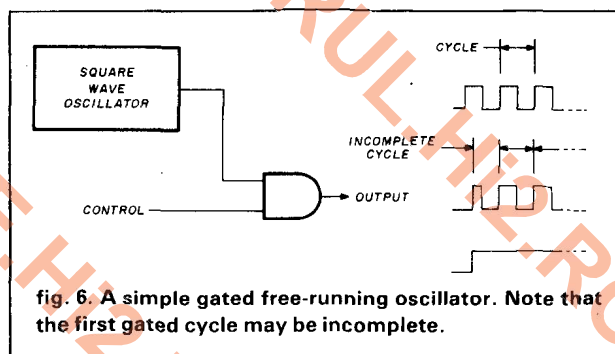 SQUARE
WAVE
OSCILLATOR
CONTROL
OUTPUT
CYCLE
INCOMPLETE
CYCLE
fig. 6. A simple gated free-running oscillator. Note that
the first gated cycle may be incomplete.